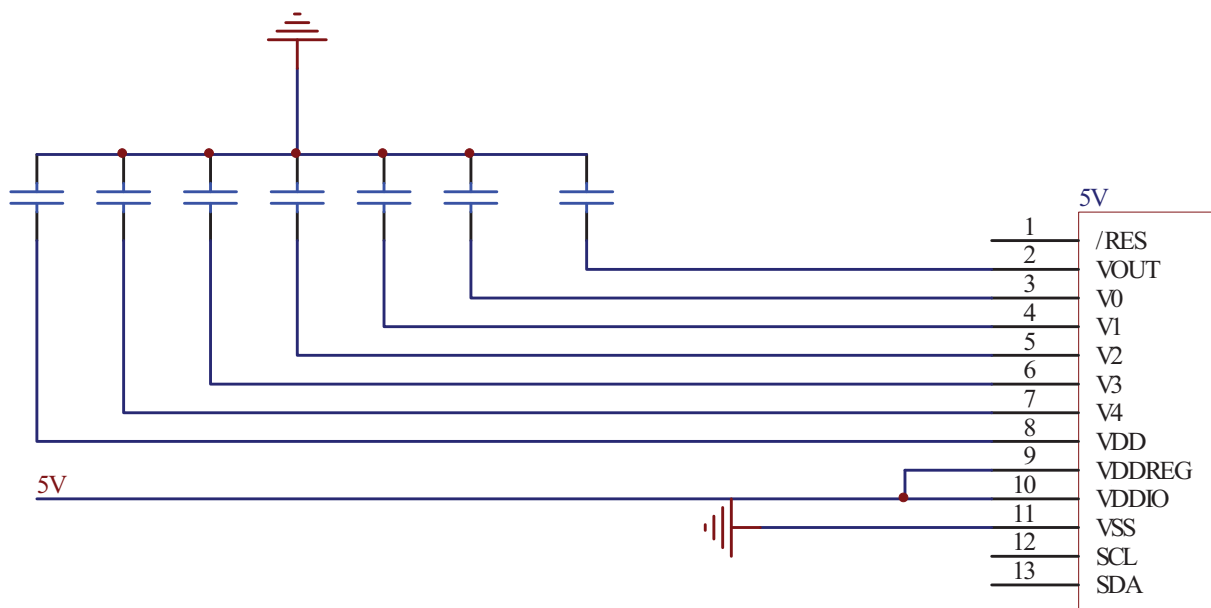 5V
1 /RES
2 VOUT
3 V0
4 V1
5 V2
6 V3
7 V4
8 VDD
9 VDDREG
5V
10 VDDIO
11 VSS
12 SCL
13 SDA